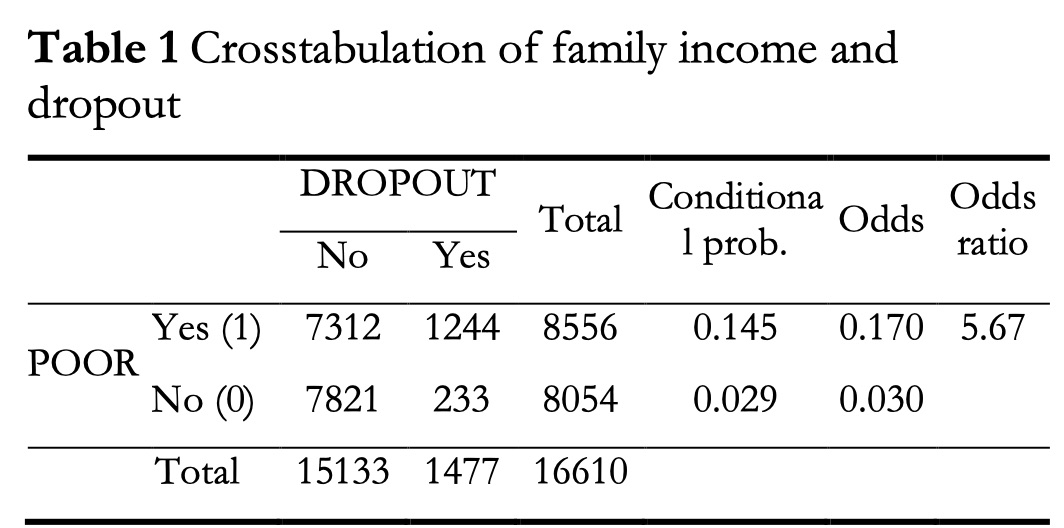 Table 1 Crosstabulation of family income and
dropout
DROPOUT
Total
Conditiona
l prob.
Odds
Odds
ratio
No Yes
POOR
Yes (1) 7312 1244 8556 0.145 0.170 5.67
No (0) 7821 233 8054 0.029 0.030
Total 15133 1477 16610